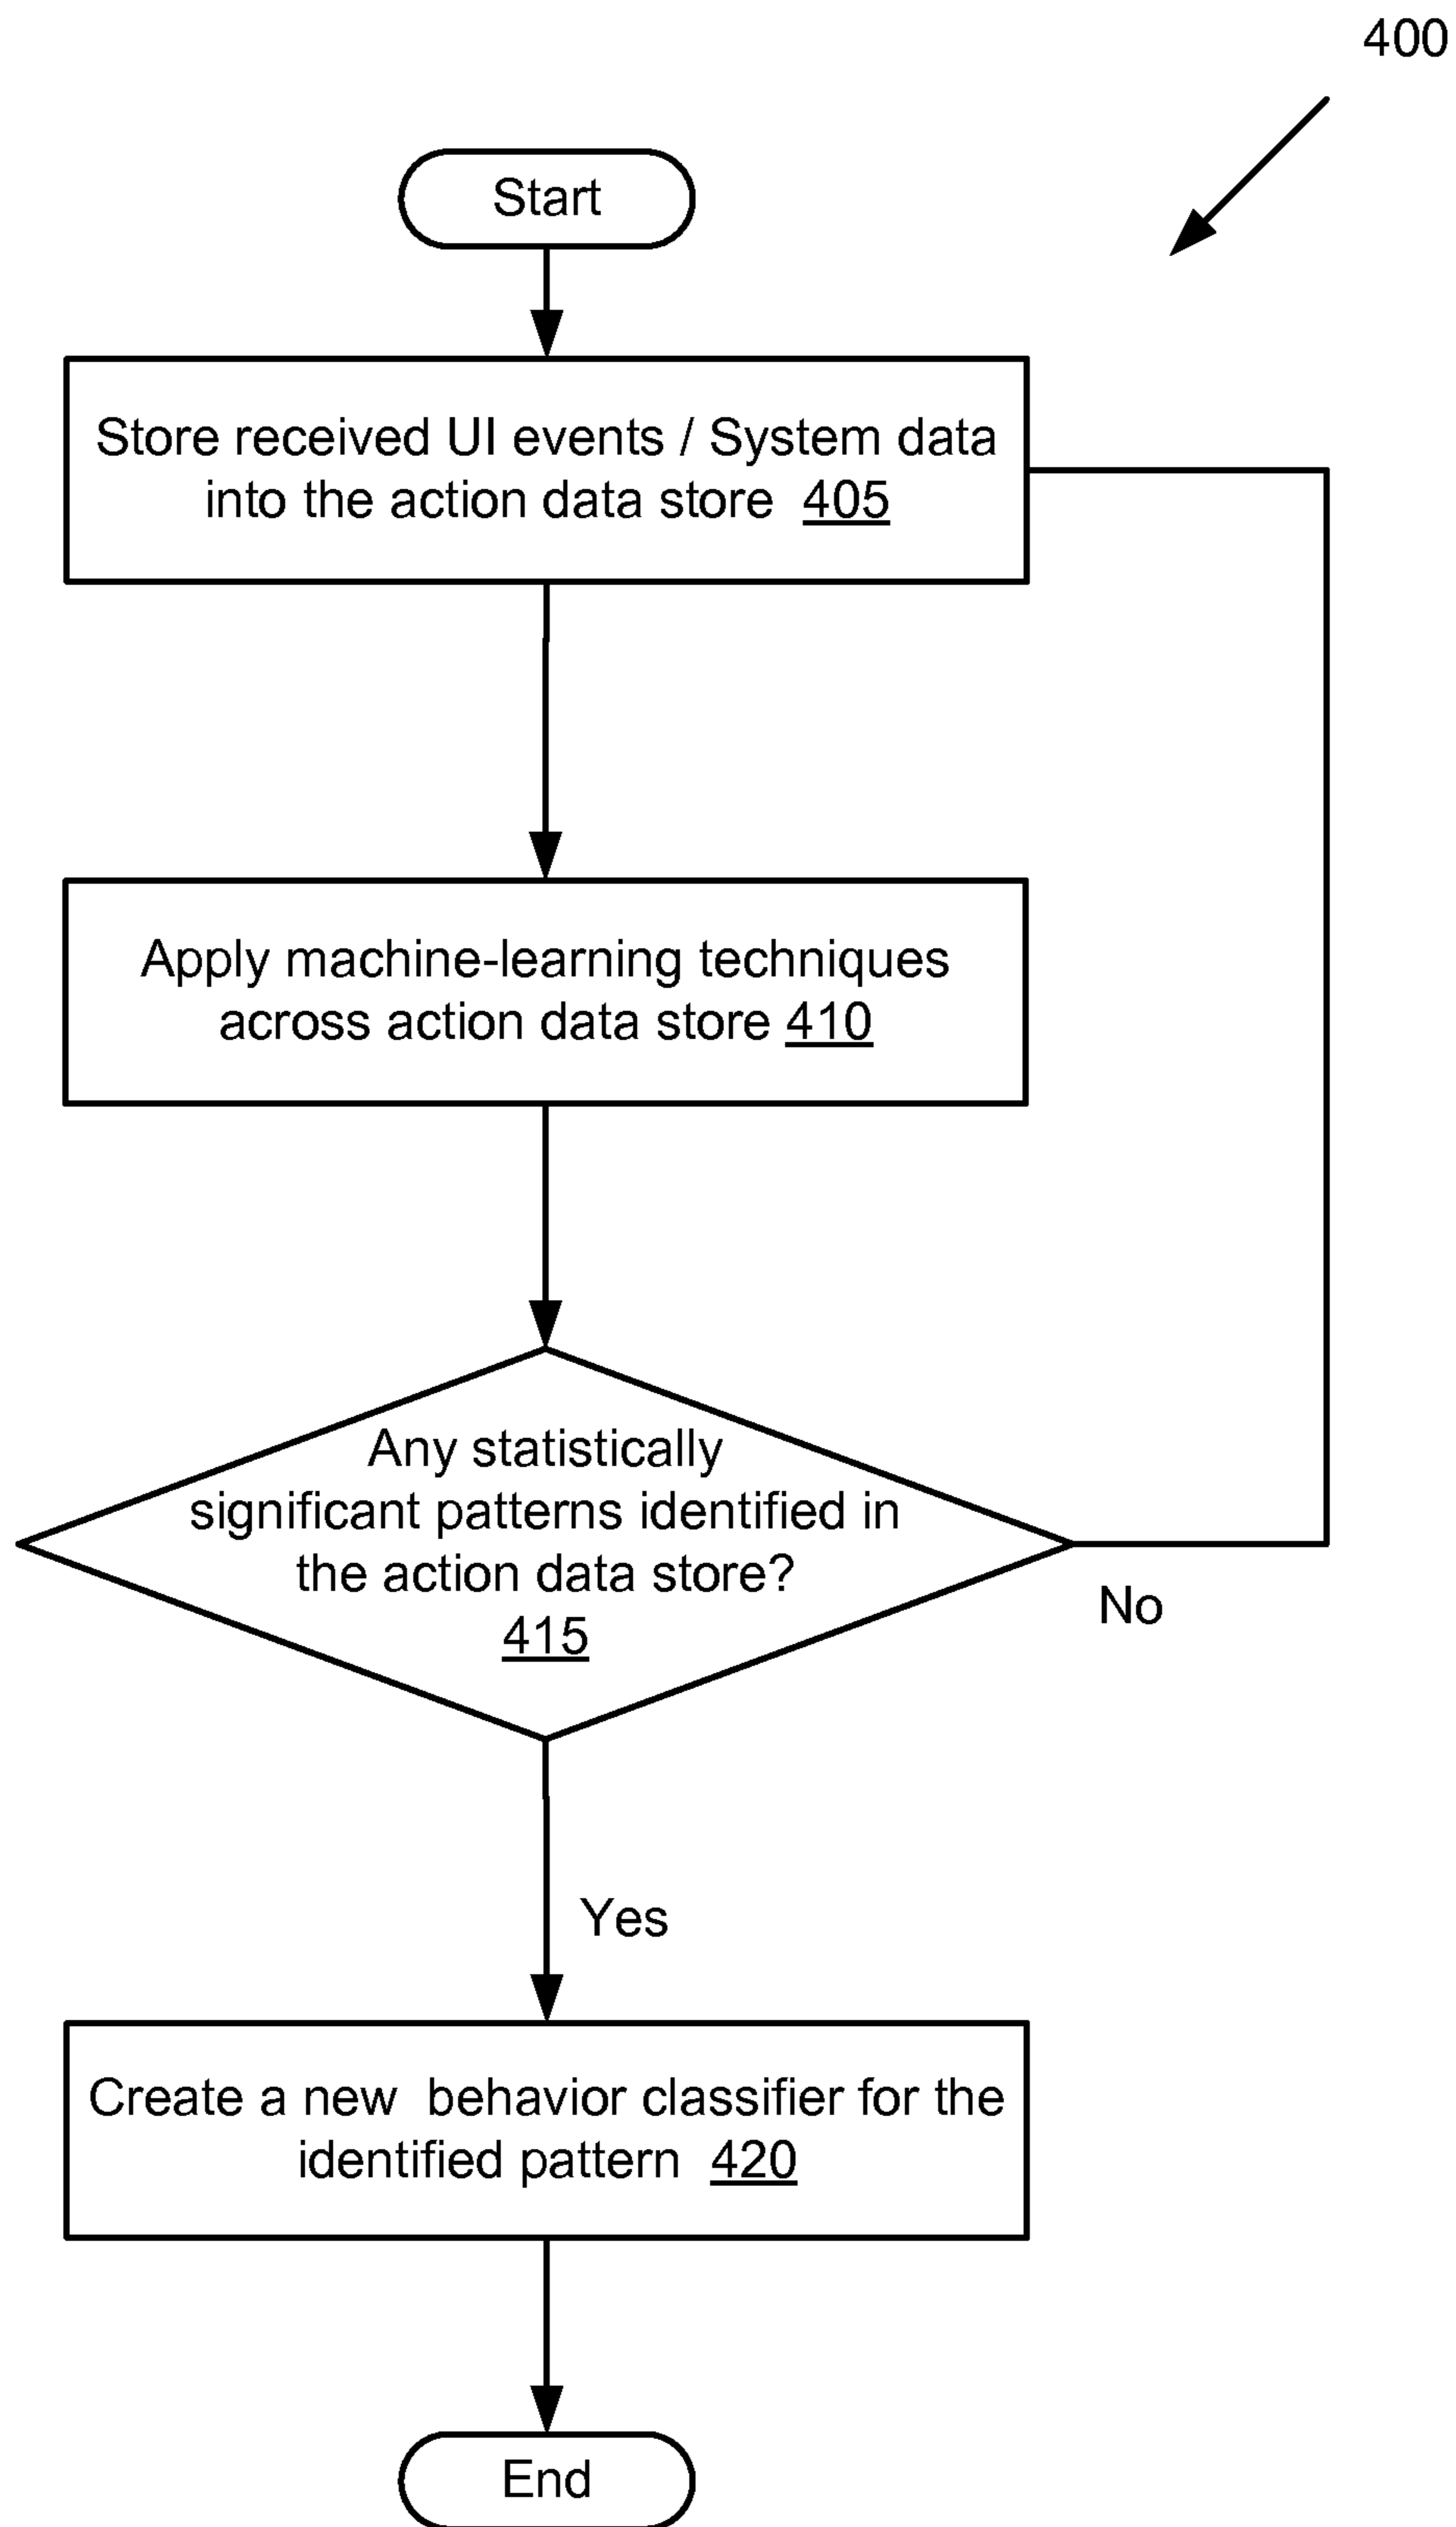 400
Start
Store received UI events / System data
into the action data store 405
Apply machine-learning techniques
across action data store 410
Any statistically
significant patterns identified in
the action data store?
415
No
Yes
Create a new behavior classifier for the
identified pattern 420
End